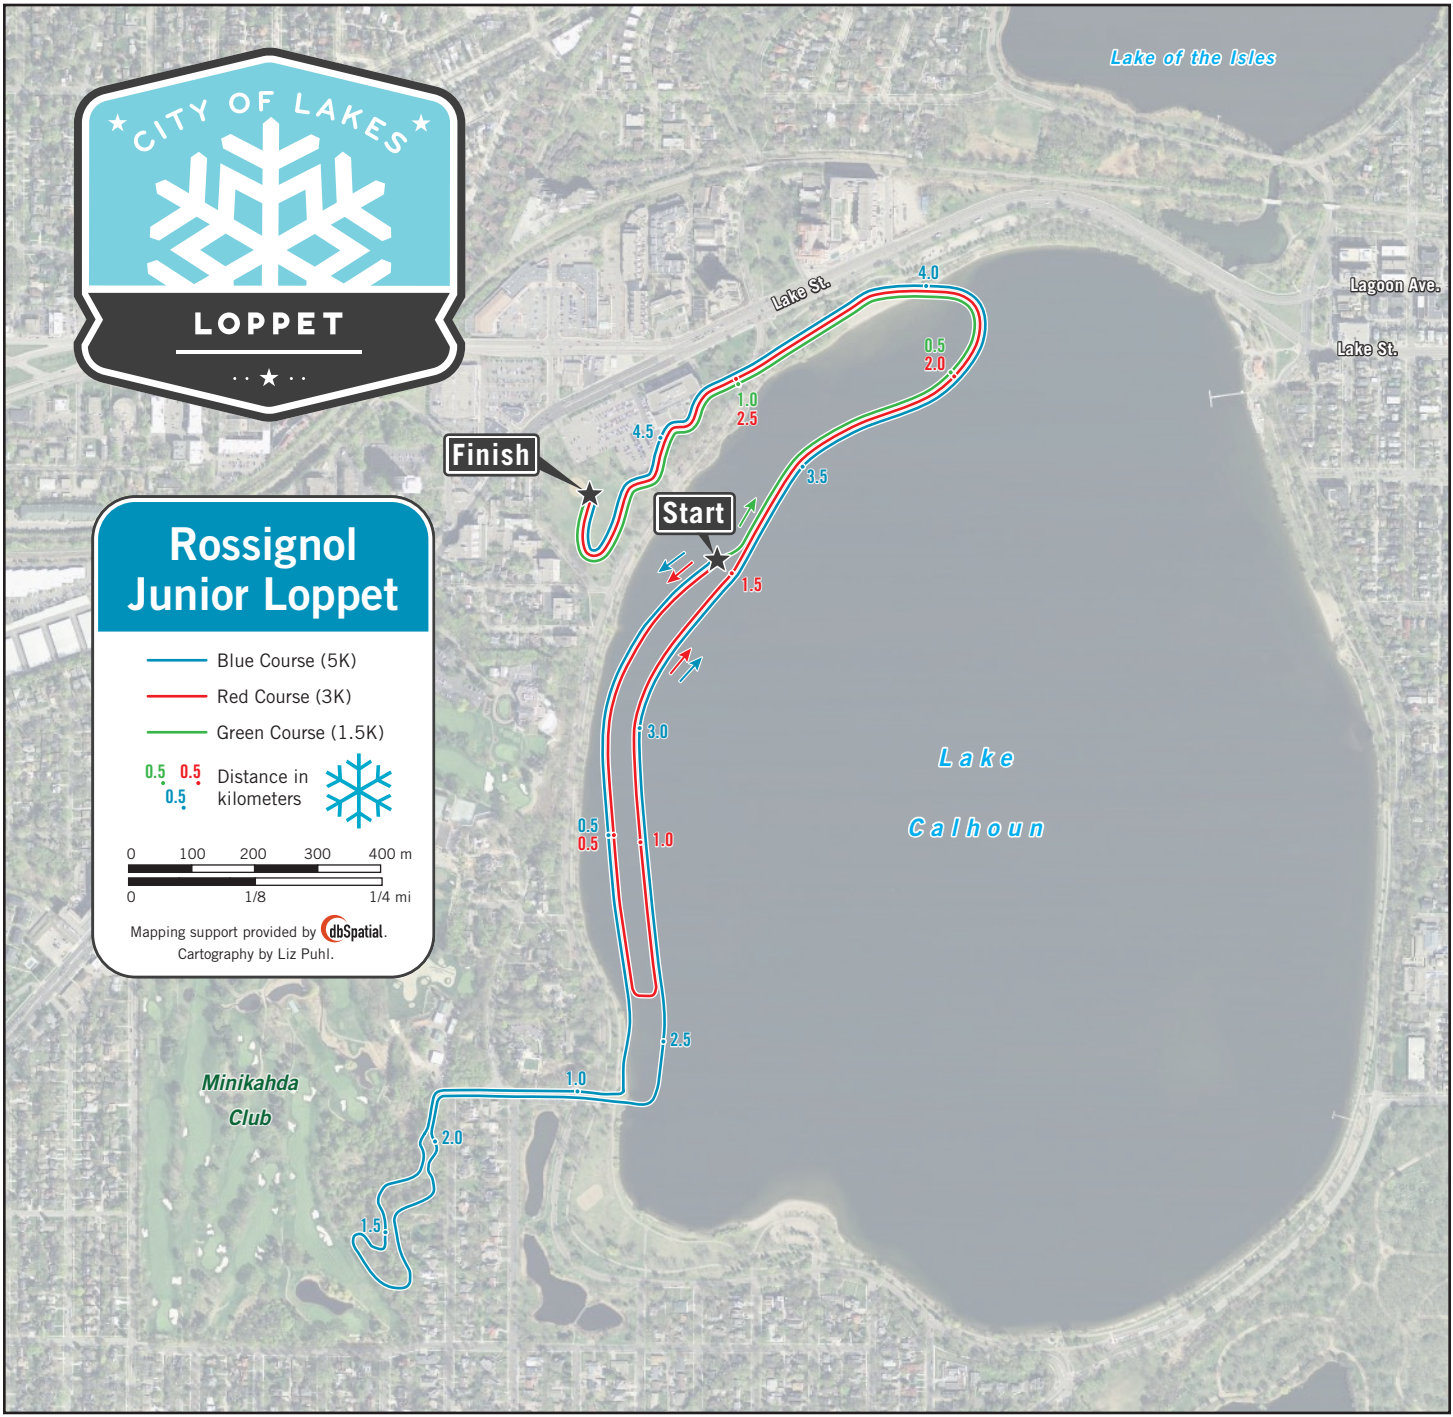 CITY OF LAKES
LOPPET
Lake of the Isles
Lagoon Ave.
Lake St.
Lake St.
4.0
0.5
2.0
1.0
2.5
4.5
3.5
Finish
Start
1.5
3.0
0.5
0.5
1.0
2.5
1.0
2.0
1.5
Lake
Calhoun
Minikahda
Club
Rossignol
Junior Loppet
Blue Course (5K)
Red Course (3K)
Green Course (1.5K)
0.5 0.5
0.5
Distance in
kilometers
0 100 200 300 400 m
0 1/8 1/4 mi
Mapping support provided by dbSpatial.
Cartography by Liz Puhl.